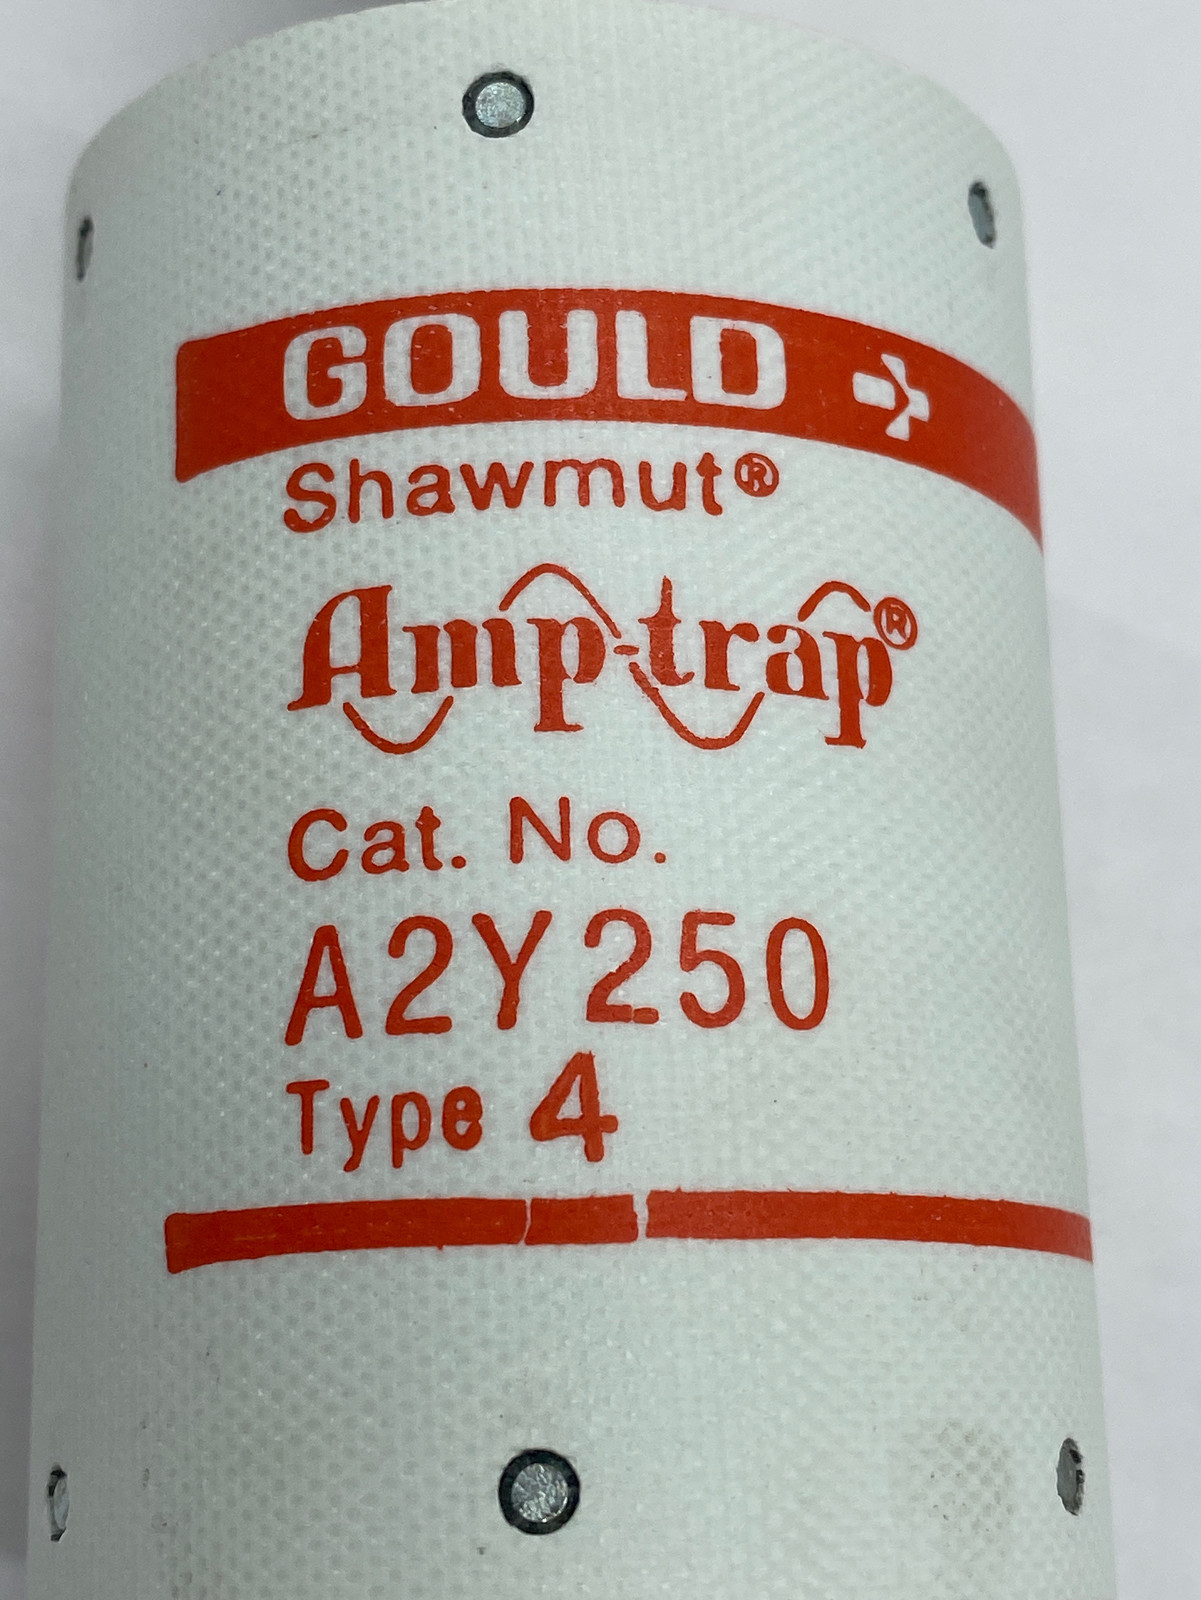 GOULD
Shawmut®
Amp-trap®
Cat. No.
A2Y250
Type 4